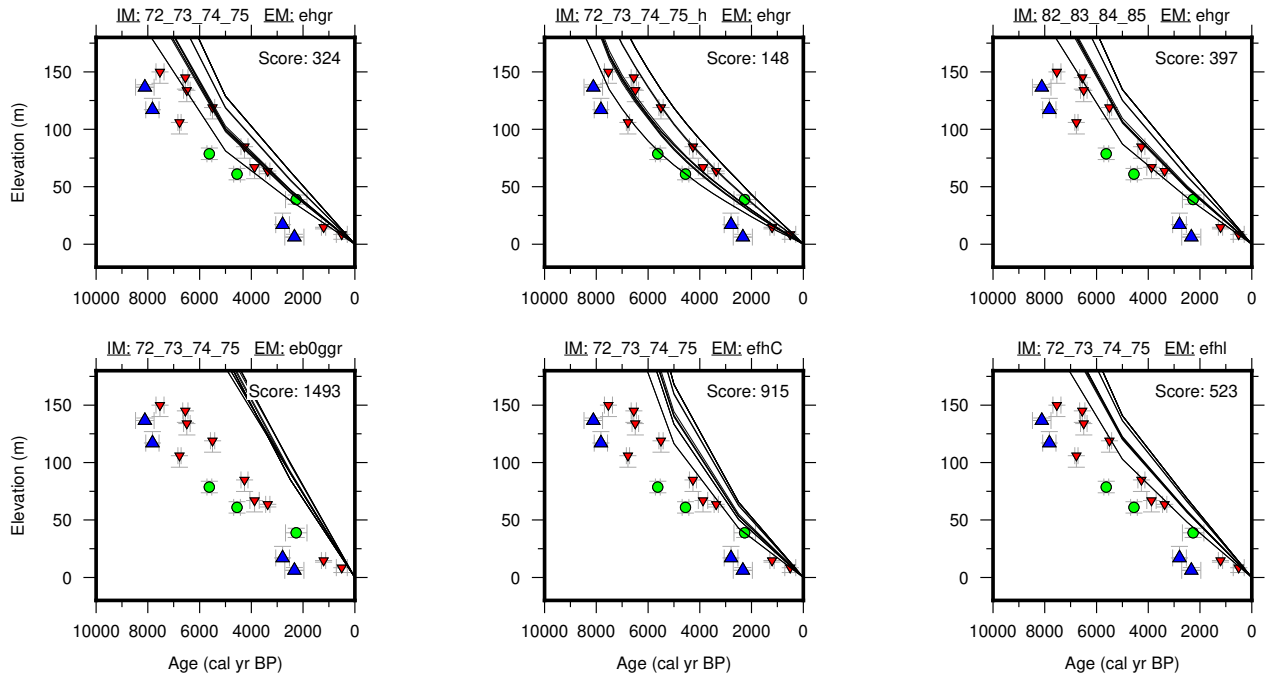 IM: 72_73_74_75 EM: ehgr
IM: 72_73_74_75_h EM: ehgr
IM: 82_83_84_85 EM: ehgr
Score: 324
Score: 148
Score: 397
Elevation (m)
150
100
50
0
150
100
50
0
150
100
50
0
10000 8000 6000 4000 2000 0
10000 8000 6000 4000 2000 0
10000 8000 6000 4000 2000 0
IM: 72_73_74_75 EM: eb0ggr
IM: 72_73_74_75 EM: efhC
IM: 72_73_74_75 EM: efhl
Score: 1493
Score: 915
Score: 523
Elevation (m)
150
100
50
0
150
100
50
0
150
100
50
0
10000 8000 6000 4000 2000 0
10000 8000 6000 4000 2000 0
10000 8000 6000 4000 2000 0
Age (cal yr BP)
Age (cal yr BP)
Age (cal yr BP)